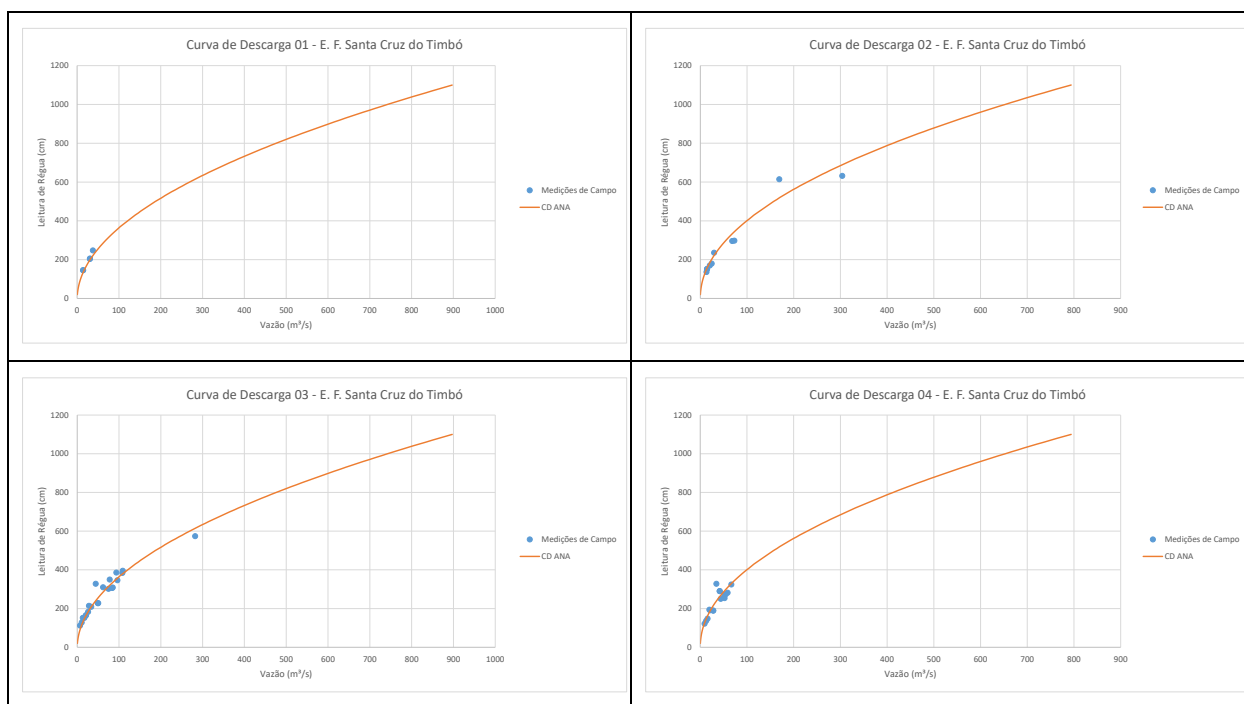 Curva de Descarga 01 - E. F. Santa Cruz do Timbó
Leitura de Régua (cm)
1200
1000
800
600
400
200
0
0 100 200 300 400 500 600 700 800 900 1000
Vazão (m³/s)
Medições de Campo
CD ANA
Curva de Descarga 02 - E. F. Santa Cruz do Timbó
Leitura de Régua (cm)
1200
1000
800
600
400
200
0
0 100 200 300 400 500 600 700 800 900
Vazão (m³/s)
Medições de Campo
CD ANA
Curva de Descarga 03 - E. F. Santa Cruz do Timbó
Leitura de Régua (cm)
1200
1000
800
600
400
200
0
0 100 200 300 400 500 600 700 800 900 1000
Vazão (m³/s)
Medições de Campo
CD ANA
Curva de Descarga 04 - E. F. Santa Cruz do Timbó
Leitura de Régua (cm)
1200
1000
800
600
400
200
0
0 100 200 300 400 500 600 700 800 900
Vazão (m³/s)
Medições de Campo
CD ANA